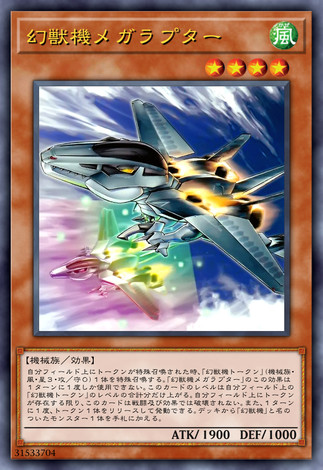 幻獣機メガラプター
風
【機械族／効果】
自分フィールド上にトークンが特殊召喚された時、「幻獣機トークン」（機械族・
風・星３・攻／守０）１体を特殊召喚する。「幻獣機メガラプター」のこの効果は
１ターンに１度しか使用できない。このカードのレベルは自分フィールド上の
「幻獣機トークン」のレベルの合計分だけ上がる。自分フィールド上にトークン
が存在する限り、このカードは戦闘及び効果では破壊されない。また、１ターン
に１度、トークン１体をリリースして発動できる。デッキから「幻獣機」と名の
ついたモンスター１体を手札に加える。
ATK/ 1900 DEF/ 1000
31533704